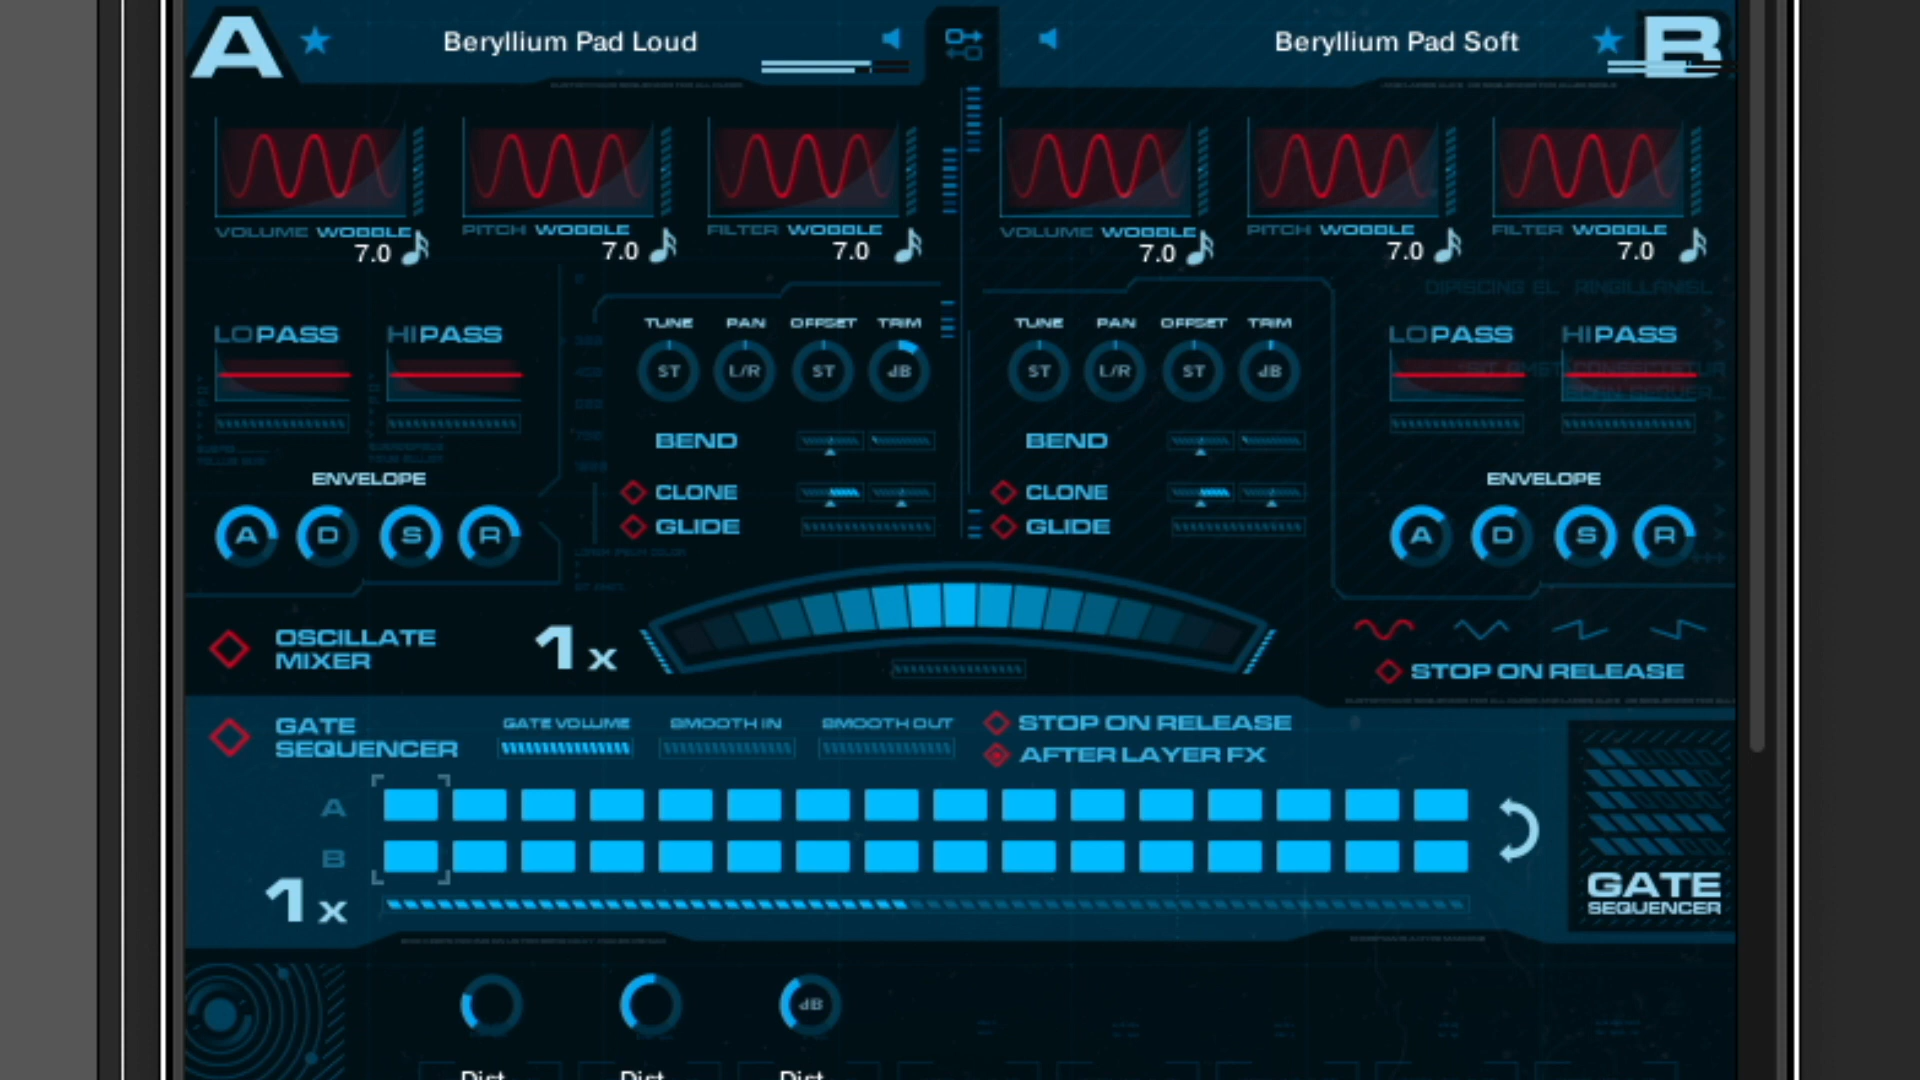 A
Beryllium Pad Loud
Beryllium Pad Soft
B
VOLUME WOBBLE
7.0
PITCH WOBBLE
7.0
FILTER WOBBLE
7.0
VOLUME WOBBLE
7.0
PITCH WOBBLE
7.0
FILTER WOBBLE
7.0
LOPASS
HIPASS
TUNE PAN OFFSET TRIM
ST L/R ST dB
TUNE PAN OFFSET TRIM
ST L/R ST dB
LOPASS
HIPASS
BEND
BEND
ENVELOPE
CLONE
CLONE
ENVELOPE
GLIDE
GLIDE
A D S R
A D S R
OSCILLATE
MIXER
1 x
STOP ON RELEASE
GATE
SEQUENCER
GATE VOLUME
SMOOTH IN
SMOOTH OUT
STOP ON RELEASE
AFTER LAYER FX
A
B
1 x
GATE
SEQUENCER
dB
Dist
Dist
Dist